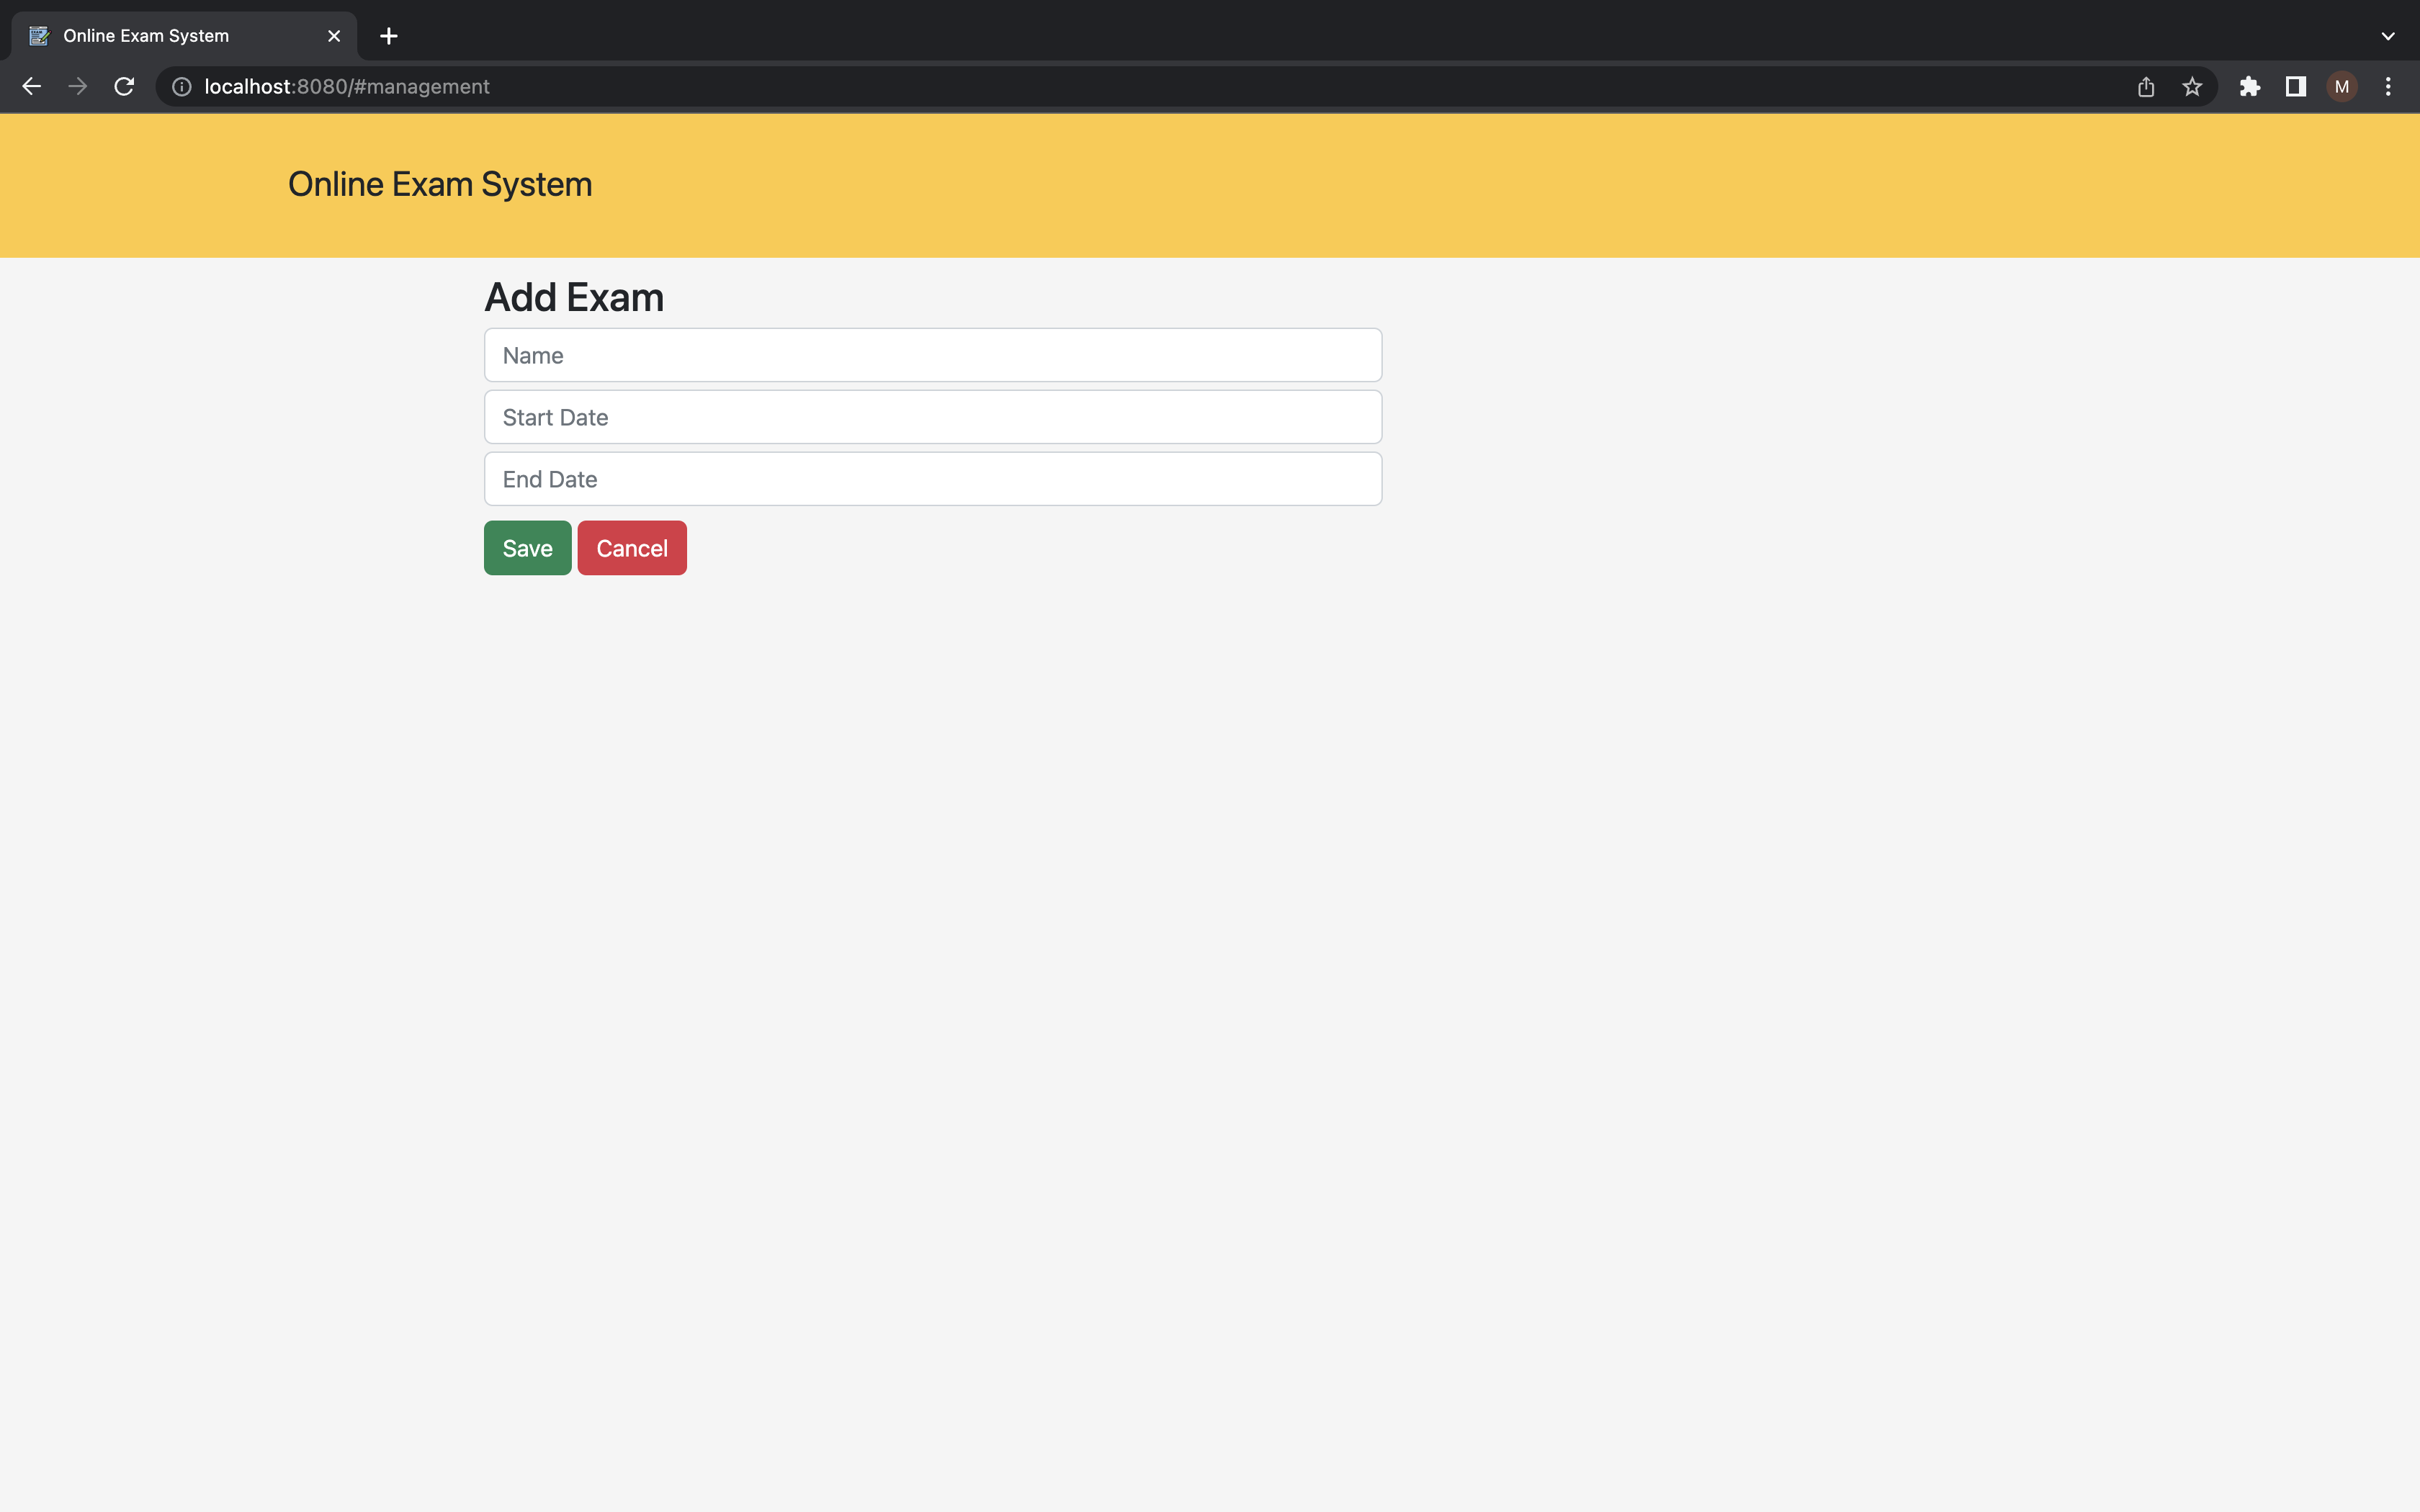 Online Exam System
localhost:8080/#management
M
Online Exam System
Add Exam
Name
Start Date
End Date
Save Cancel